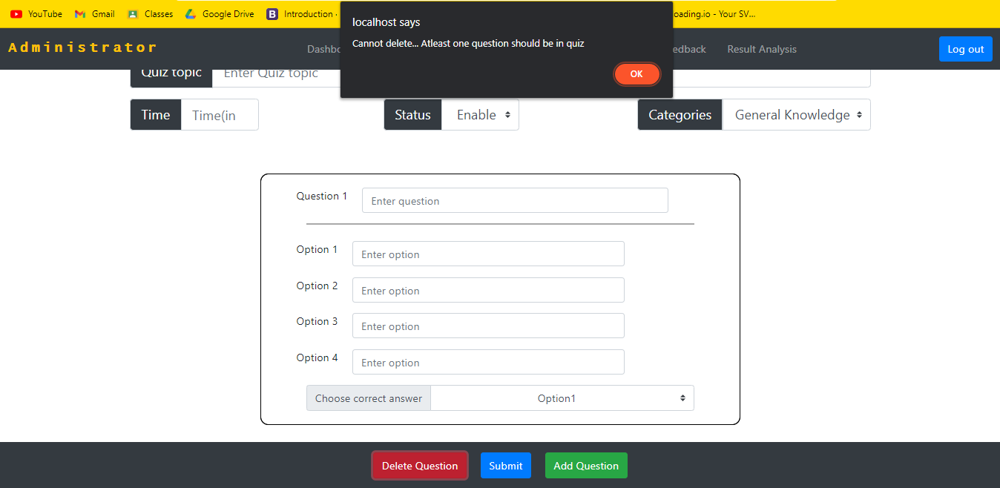 YouTube Gmail Classes Google Drive Introduction · oading.io - Your SV...
localhost says
Cannot delete... Atleast one question should be in quiz
OK
Administrator Dashbo edback Result Analysis Log out
Quiz topic Enter Quiz topic
Time Time(in Status Enable Categories General Knowledge
Question 1 Enter question
Option 1 Enter option
Option 2 Enter option
Option 3 Enter option
Option 4 Enter option
Choose correct answer Option1
Delete Question Submit Add Question